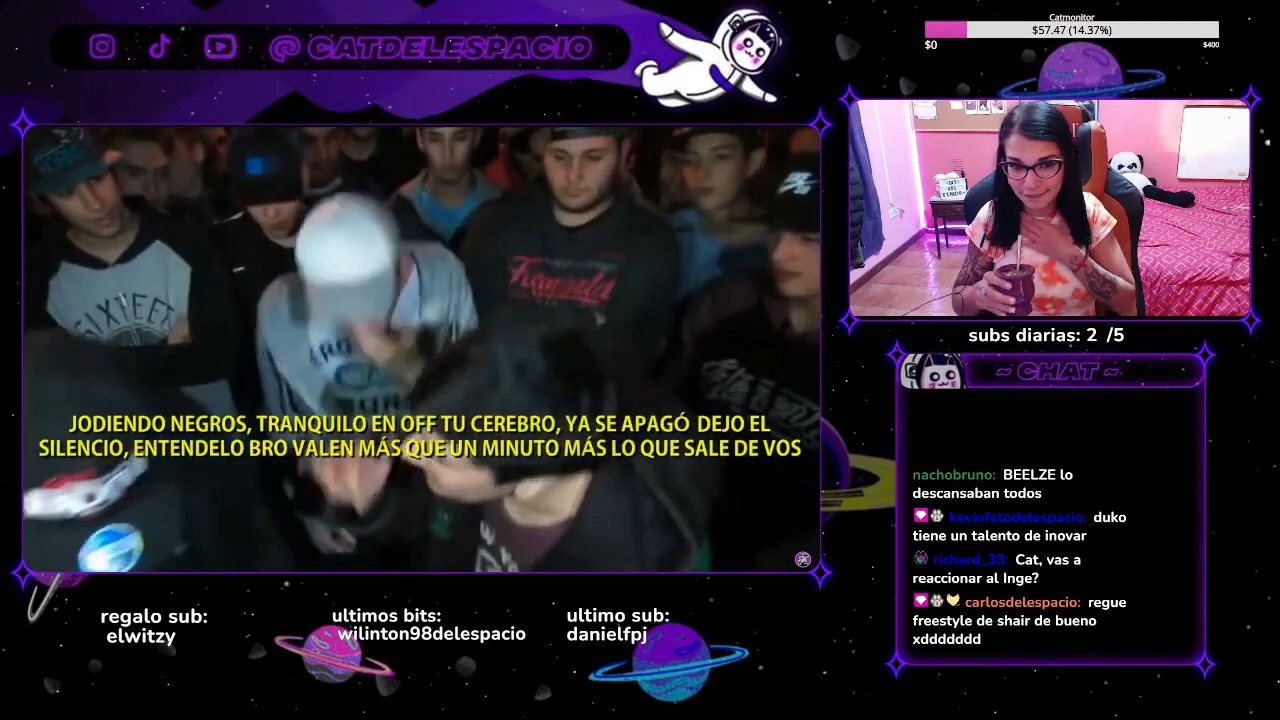 @CATDELESPACIO
Catmonitor
$57.47 (14.37%)
$0
$400
SIXFEET
JODIENDO NEGROS, TRANQUILO EN OFF TU CEREBRO, YA SE APAGÓ DEJO EL
SILENCIO, ENTENDELO BRO VALEN MÁS QUE UN MINUTO MÁS LO QUE SALE DE VOS
subs diarias: 2 /5
~ CHAT ~
nachobruno: BEELZE lo
descansaban todos
kevinfetodelespacio: duko
tiene un talento de inovar
richard_33: Cat, vas a
reaccionar al Inge?
carlosdelespacio: regue
freestyle de shair de bueno
xddddddd
regalo sub:
elwitzy
ultimos bits:
wilinton98delespacio
ultimo sub:
danielfpj